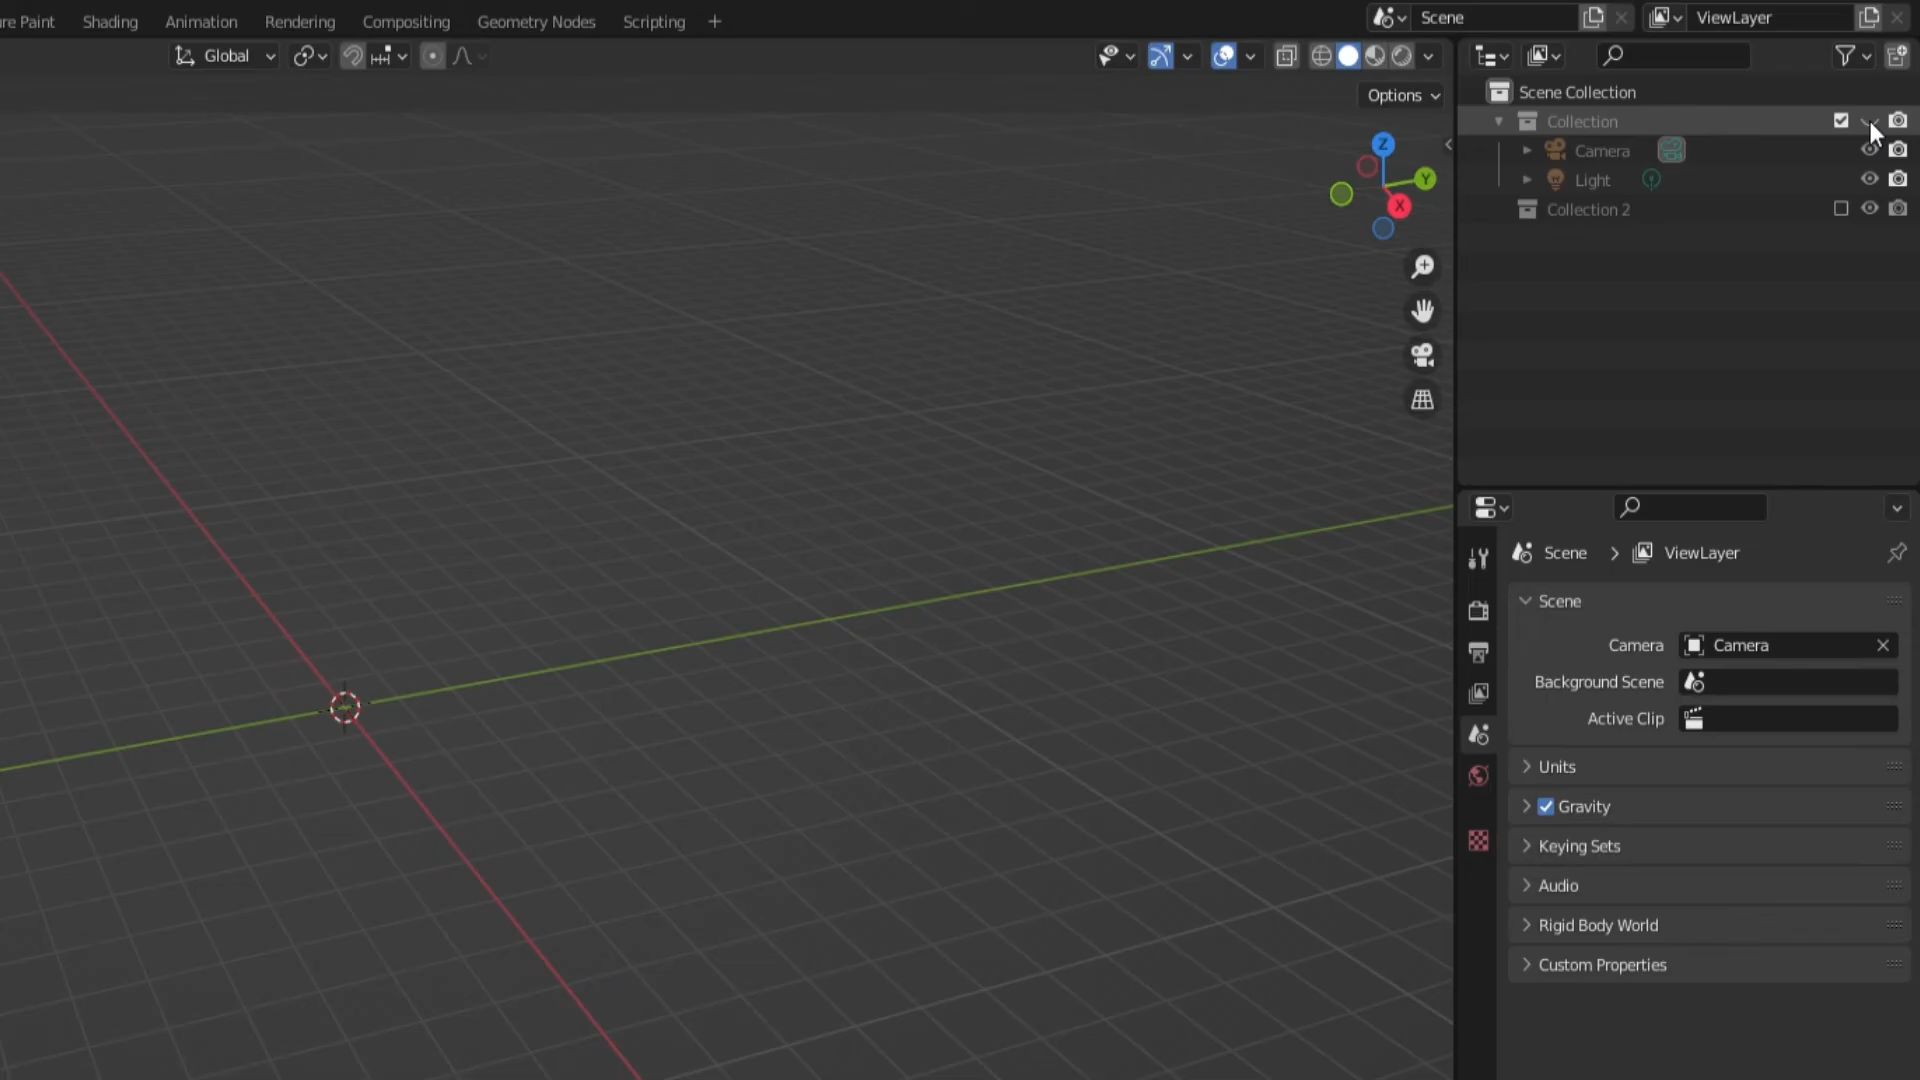 re Paint Shading Animation Rendering Compositing Geometry Nodes Scripting + Scene ViewLayer
Global
Options
Z
Y
X
Scene Collection
Collection
Camera
Light
Collection 2
Scene > ViewLayer
Scene
Camera Camera
Background Scene
Active Clip
Units
Gravity
Keying Sets
Audio
Rigid Body World
Custom Properties